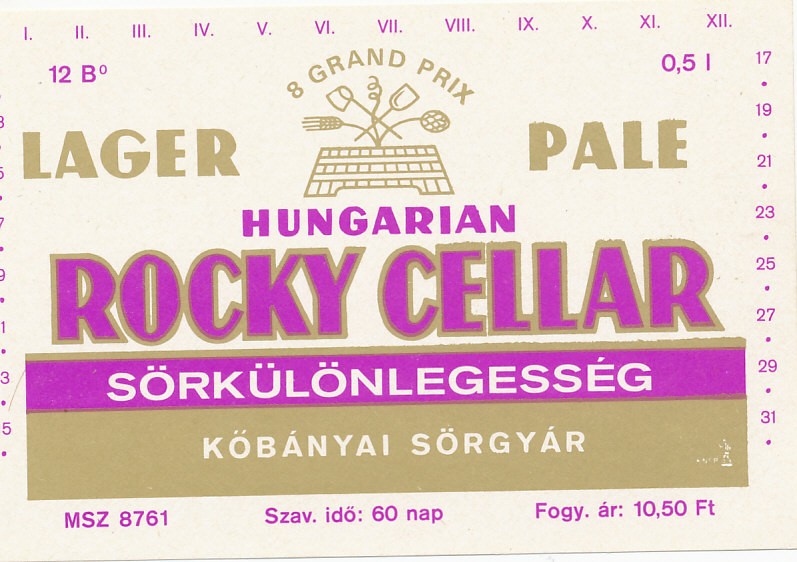 I. II. III. IV. V. VI. VII. VIII. IX. X. XI. XII.
12 B° 0,5 l
8 GRAND PRIX
LAGER PALE
HUNGARIAN
ROCKY CELLAR
SÖRKÜLÖNLEGESSÉG
KŐBÁNYAI SÖRGYÁR
MSZ 8761 Szav. idő: 60 nap Fogy. ár: 10,50 Ft
17
19
21
23
25
27
29
31